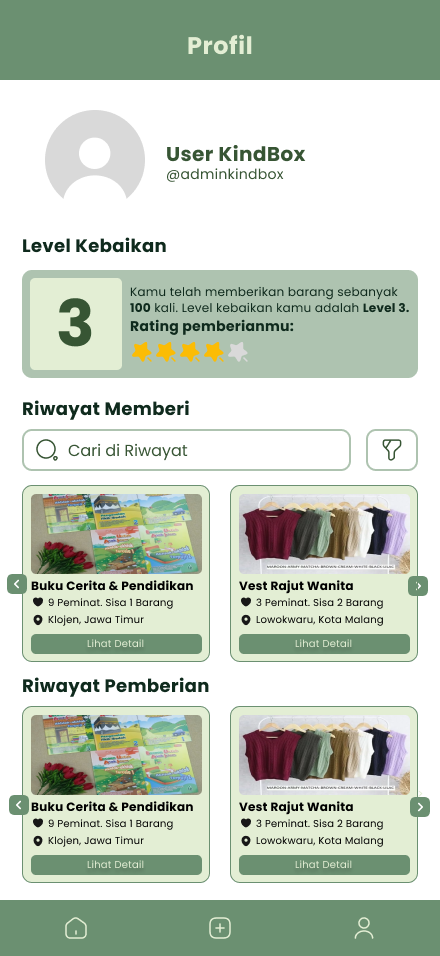 Profil
User KindBox
@adminkindbox
Level Kebaikan
3
Kamu telah memberikan barang sebanyak
100 kali. Level kebaikan kamu adalah Level 3.
Rating pemberianmu:
Riwayat Memberi
Cari di Riwayat
Buku Cerita & Pendidikan
9 Peminat. Sisa 1 Barang
Klojen, Jawa Timur
Lihat Detail
MAROON ARMY MATCHA BROWN CREAM WHITE BLACK LILAC
Vest Rajut Wanita
3 Peminat. Sisa 2 Barang
Lowokwaru, Kota Malang
Lihat Detail
Riwayat Pemberian
Buku Cerita & Pendidikan
9 Peminat. Sisa 1 Barang
Klojen, Jawa Timur
Lihat Detail
MAROON ARMY MATCHA BROWN CREAM WHITE BLACK LILAC
Vest Rajut Wanita
3 Peminat. Sisa 2 Barang
Lowokwaru, Kota Malang
Lihat Detail